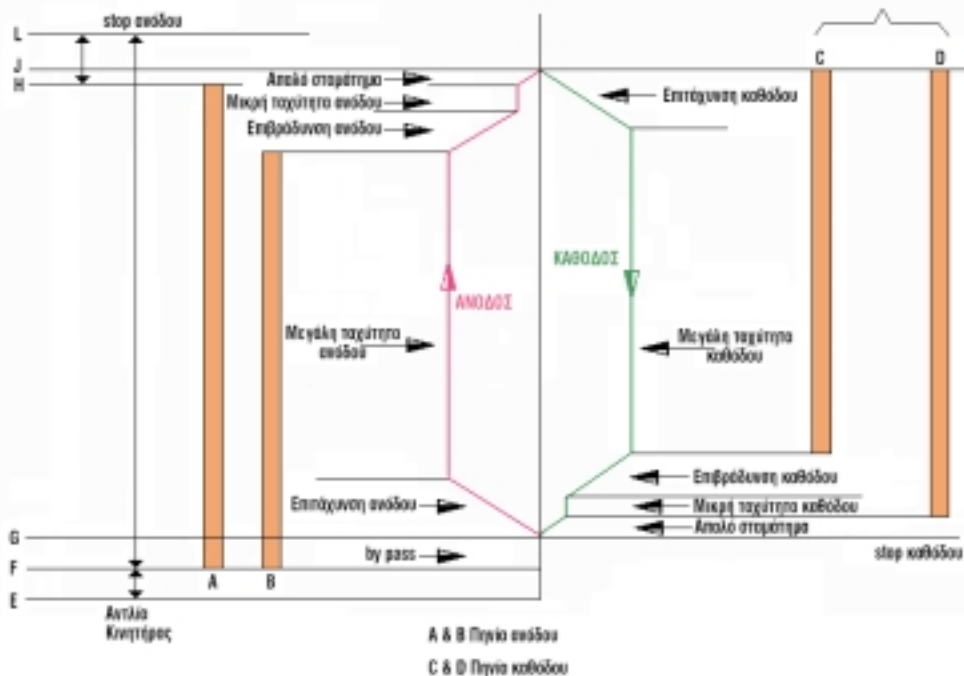 L
stop ανόδου
J
C
D
H
Απαλό σταμάτημα
Μικρή ταχύτητα ανόδου
Επιβράδυνση ανόδου
Επιτάχυνση καθόδου
ΚΑΘΟΔΟΣ
ΑΝΟΔΟΣ
Μεγάλη ταχύτητα
ανόδού
Μεγάλη ταχύτητα
καθόδου
Επιτάχυνση ανόδου
Επιβράδυνση καθόδου
Μικρή ταχύτητα καθόδου
Απαλό σταμάτημα
G
by pass
stop καθόδου
F
A
B
E
Αντλία
Κινητήρας
A & B Πηνία ανόδου
C & D Πηνία καθόδου